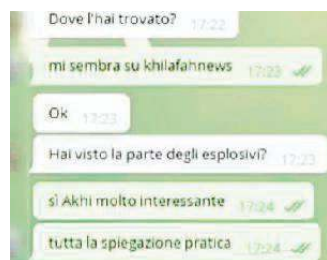 Dove l'hai trovato? 17:22
mi sembra su khilafahnews 17:23
Ok 17:23
Hai visto la parte degli esplosivi? 17:23
sì Akhi molto interessante 17:24
tutta la spiegazione pratica 17:24